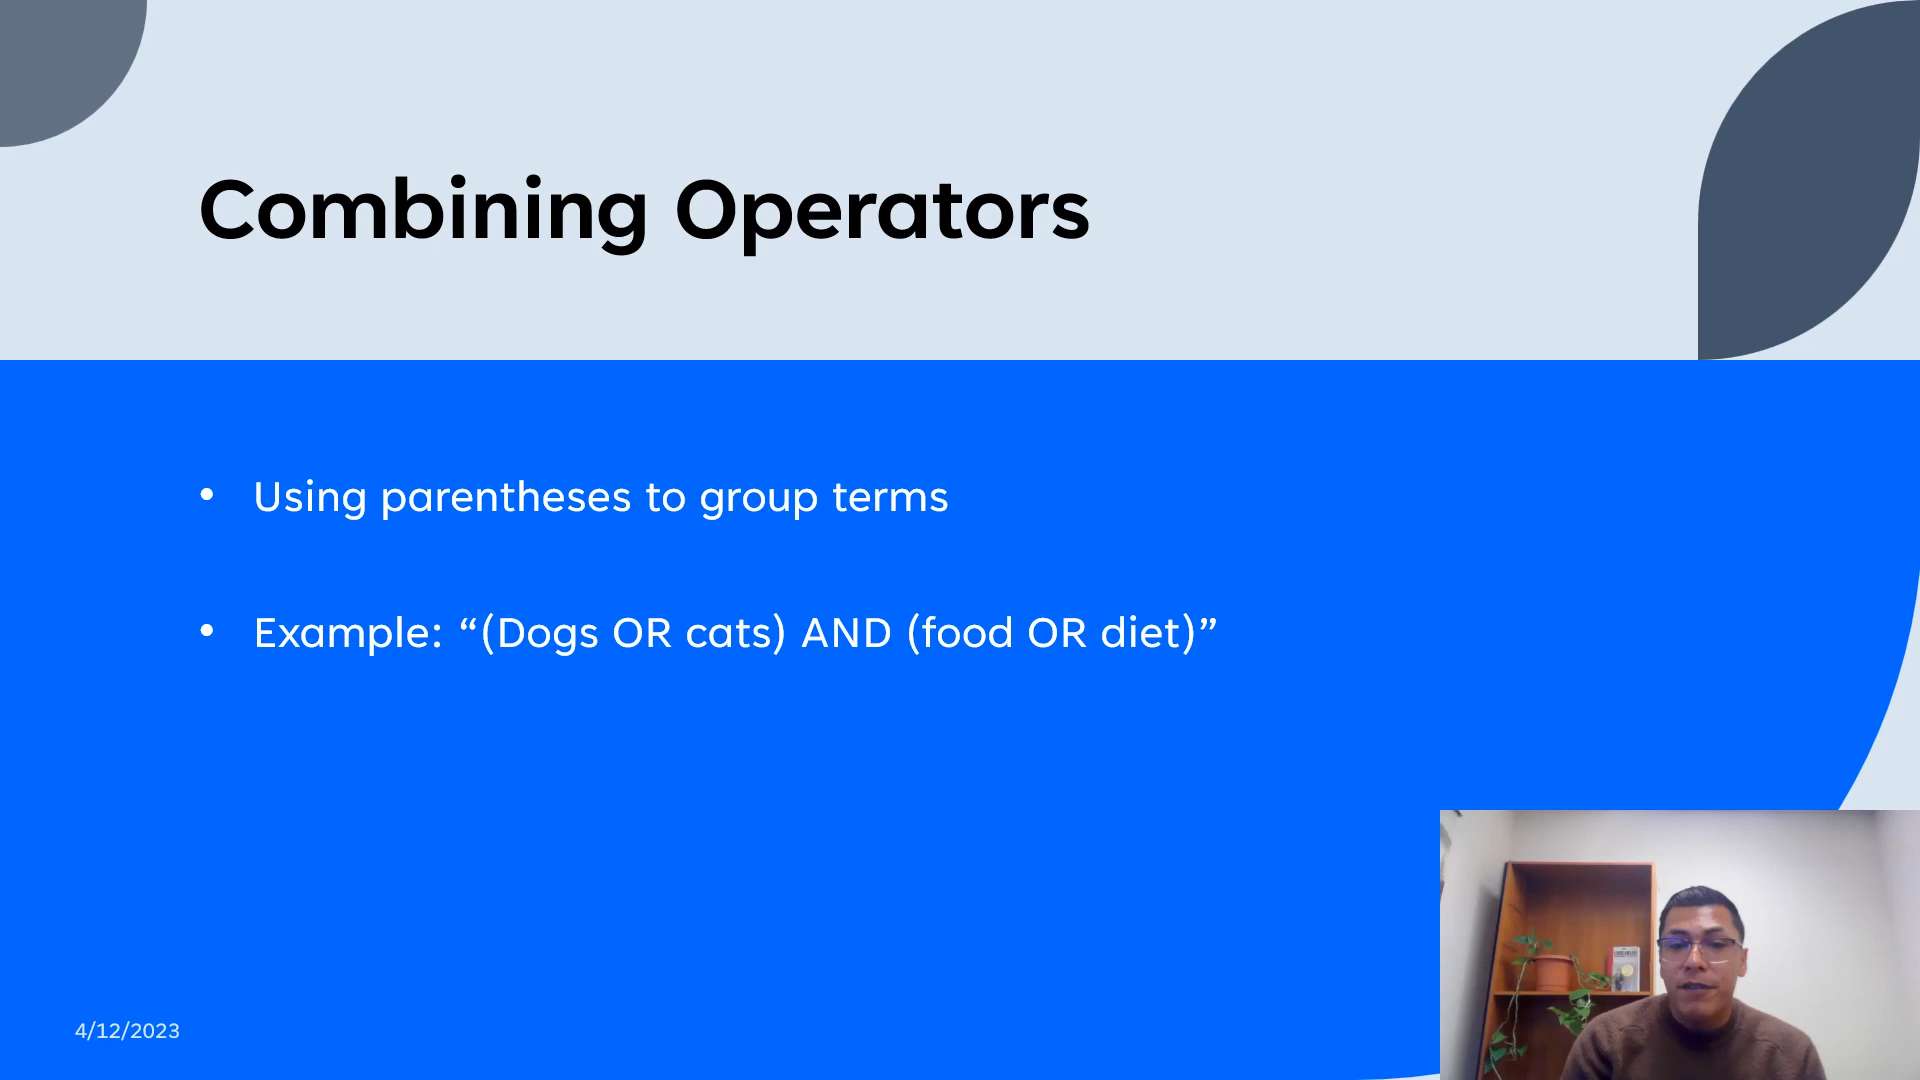 Combining Operators
• Using parentheses to group terms
• Example: “(Dogs OR cats) AND (food OR diet)”
4/12/2023